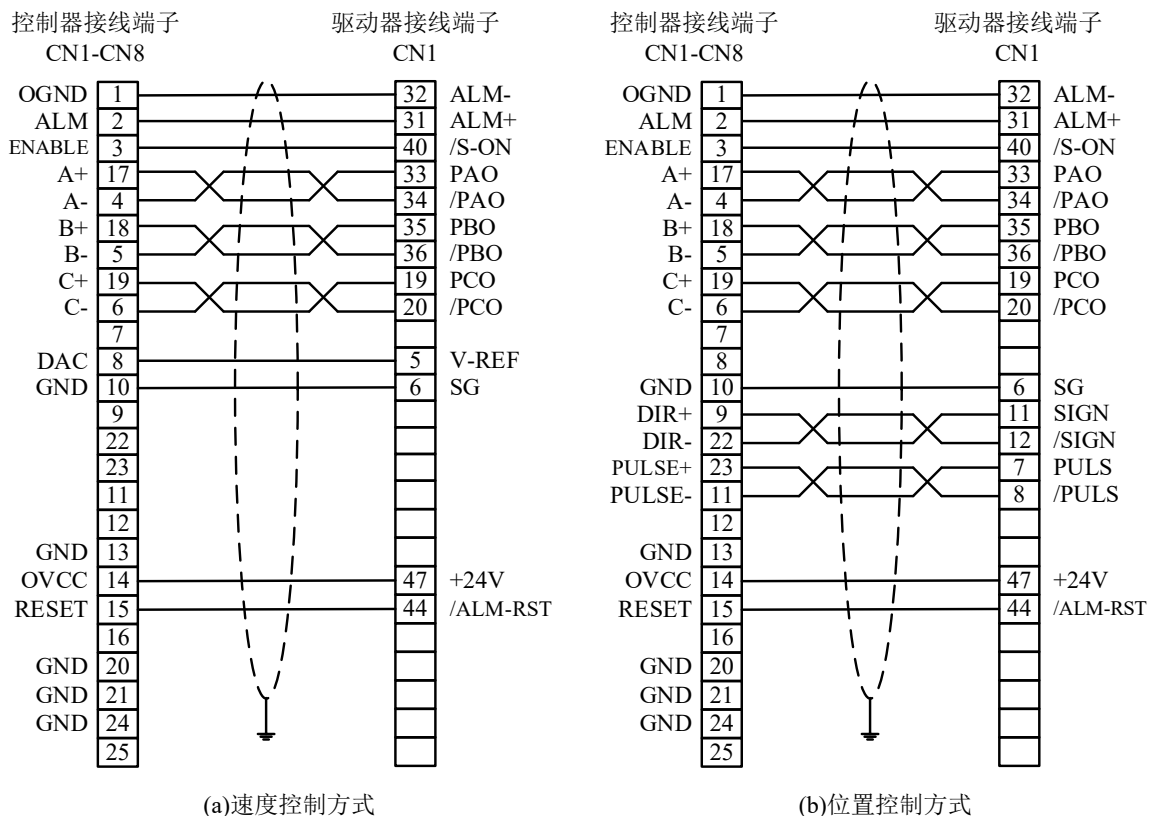 控制器接线端子 驱动器接线端子
CN1-CN8 CN1
OGND 1 32 ALM-
ALM 2 31 ALM+
ENABLE 3 40 /S-ON
A+ 17 33 PAO
A- 4 34 /PAO
B+ 18 35 PBO
B- 5 36 /PBO
C+ 19 19 PCO
C- 6 20 /PCO
7
DAC 8 5 V-REF
GND 10 6 SG
9
22
23
11
12
GND 13
OVCC 14 47 +24V
RESET 15 44 /ALM-RST
16
GND 20
GND 21
GND 24
25
(a)速度控制方式
控制器接线端子 驱动器接线端子
CN1-CN8 CN1
OGND 1 32 ALM-
ALM 2 31 ALM+
ENABLE 3 40 /S-ON
A+ 17 33 PAO
A- 4 34 /PAO
B+ 18 35 PBO
B- 5 36 /PBO
C+ 19 19 PCO
C- 6 20 /PCO
7
8
GND 10 6 SG
DIR+ 9 11 SIGN
DIR- 22 12 /SIGN
PULSE+ 23 7 PULS
PULSE- 11 8 /PULS
12
GND 13
OVCC 14 47 +24V
RESET 15 44 /ALM-RST
16
GND 20
GND 21
GND 24
25
(b)位置控制方式